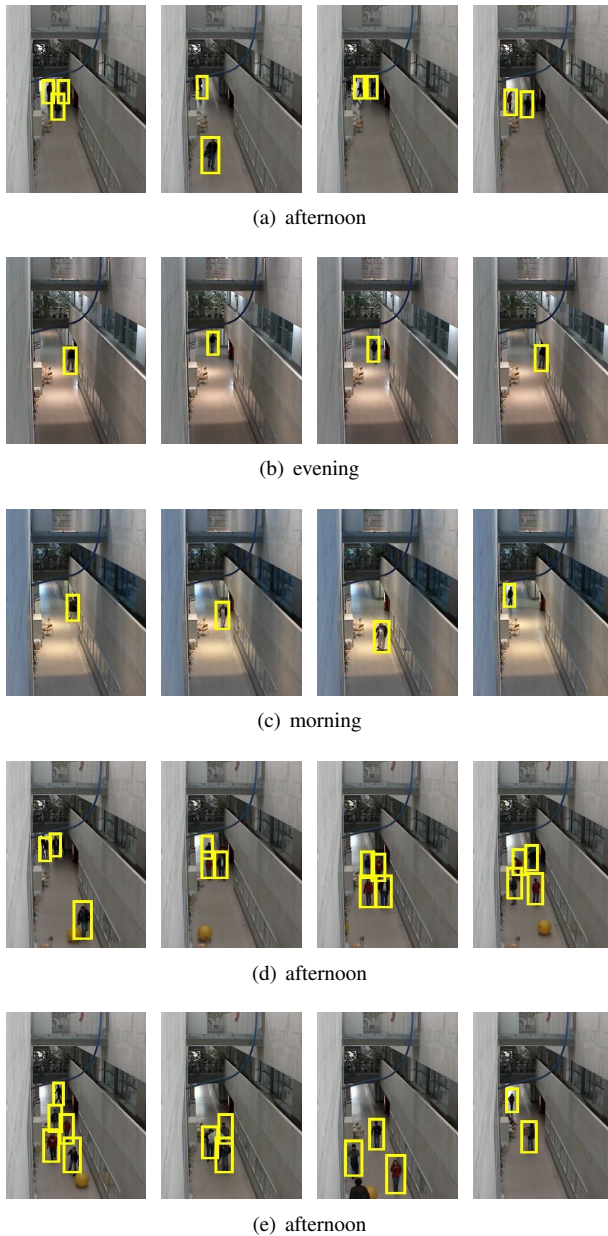 (a) afternoon
(b) evening
(c) morning
(d) afternoon
(e) afternoon